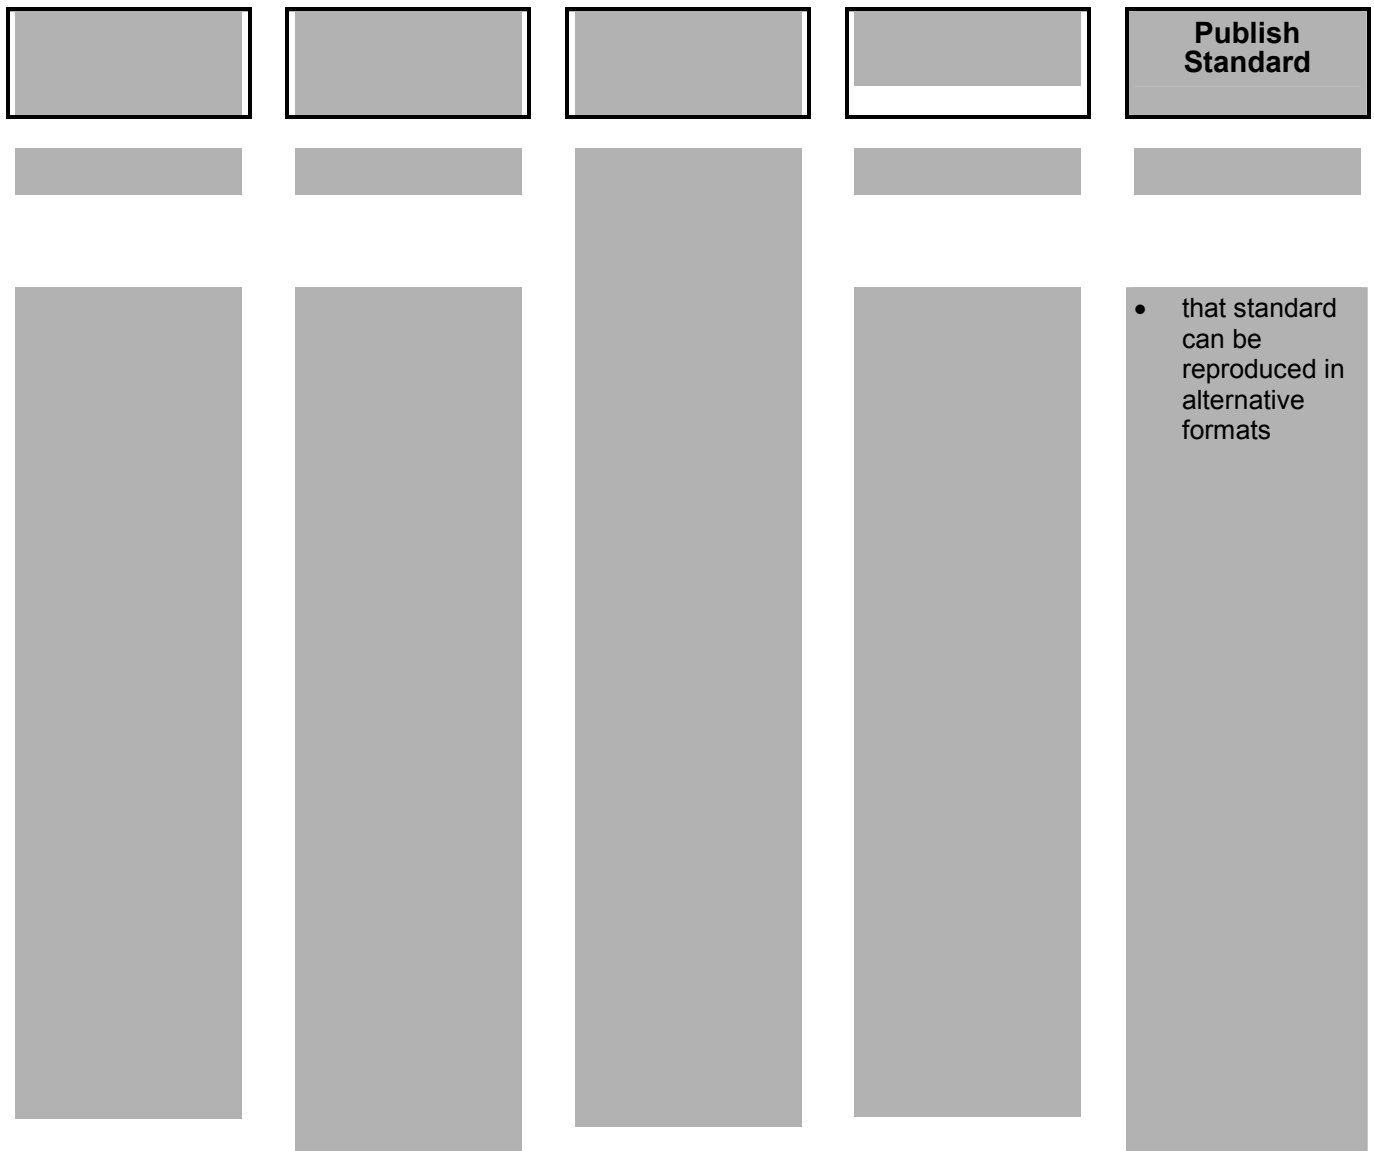 Publish
Standard
• that standard
can be
reproduced in
alternative
formats